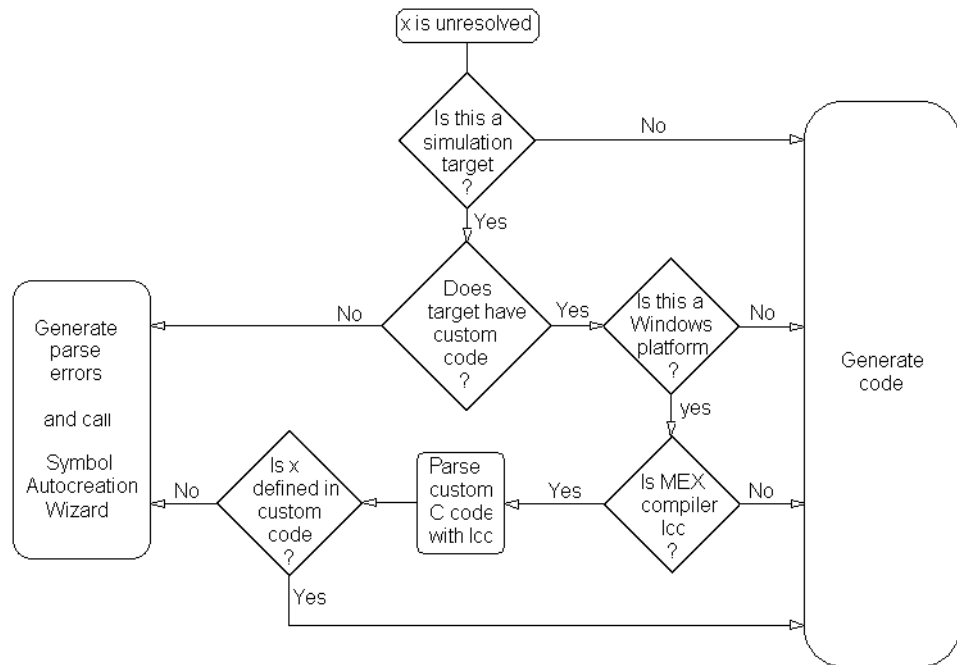 x is unresolved
Is this a
simulation
target
?
No
Yes
Does
target have
custom
code
?
No
Yes
Is this a
Windows
platform
?
No
yes
Generate
parse
errors
and call
Symbol
Autocreation
Wizard
Generate
code
Is MEX
compiler
lcc
?
No
Yes
Parse
custom
C code
with lcc
Is x
defined in
custom
code
?
No
Yes